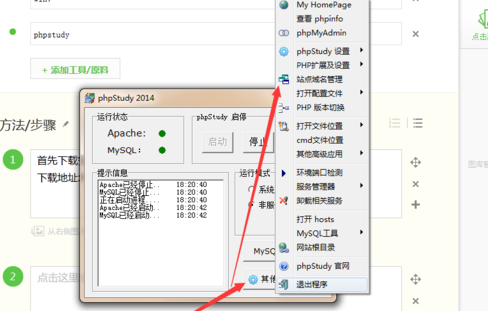 My HomePage
查看 phpinfo
phpMyAdmin
phpStudy 设置
PHP扩展及设置
站点域名管理
打开配置文件
PHP 版本切换
打开文件位置
cmd文件位置
其他高级应用
环境端口检测
服务管理器
卸载相关服务
打开 hosts
MySQL工具
网站根目录
phpStudy 官网
退出程序
phpstudy
+ 添加工具/原料
方法/步骤
1
首先下载
下载地址
从右侧图
2
点击这里
phpStudy 2014
运行状态
Apache:
MySQL:
phpStudy 启停
启动
停止
提示信息
Apache已经停止..
18:20:40
MySQL已经停止..
18:20:40
正在启动进程..
18:20:40
Apache已经启动..
18:20:42
MySQL已经启动..
18:20:42
运行模式
系统
非服
MySQ
其他
点击
图库